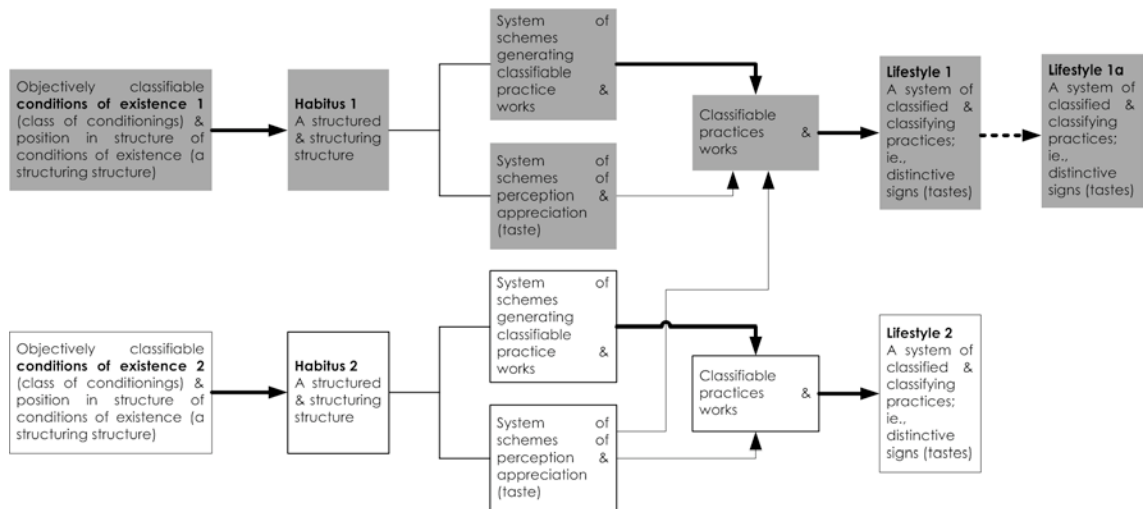 System of
schemes
generating
classifiable
practice &
works
Objectively classifiable
conditions of existence 1
(class of conditionings) &
position in structure of
conditions of existence (a
structuring structure)
Habitus 1
A structured
& structuring
structure
System of
schemes of
perception &
appreciation
(taste)
Classifiable
practices &
works
Lifestyle 1
A system of
classified &
classifying
practices;
ie.,
distinctive
signs (tastes)
Lifestyle 1a
A system of
classified &
classifying
practices;
ie.,
distinctive
signs (tastes)
System of
schemes
generating
classifiable
practice &
works
Objectively classifiable
conditions of existence 2
(class of conditionings) &
position in structure of
conditions of existence (a
structuring structure)
Habitus 2
A structured
& structuring
structure
System of
schemes of
perception &
appreciation
(taste)
Classifiable
practices &
works
Lifestyle 2
A system of
classified &
classifying
practices;
ie.,
distinctive
signs (tastes)